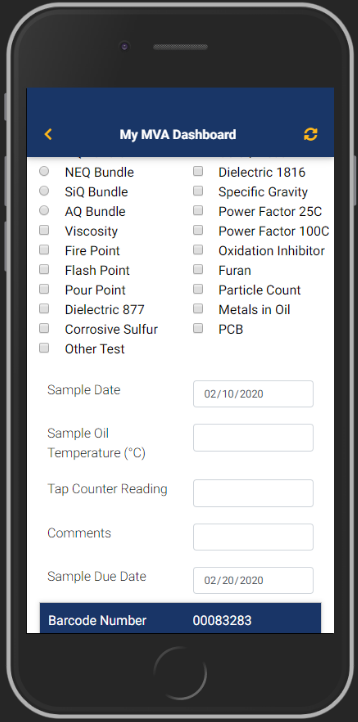 My MVA Dashboard
NEQ Bundle Dielectric 1816
SiQ Bundle Specific Gravity
AQ Bundle Power Factor 25C
Viscosity Power Factor 100C
Fire Point Oxidation Inhibitor
Flash Point Furan
Pour Point Particle Count
Dielectric 877 Metals in Oil
Corrosive Sulfur PCB
Other Test
Sample Date 02/10/2020
Sample Oil
Temperature (°C)
Tap Counter Reading
Comments
Sample Due Date 02/20/2020
Barcode Number 00083283